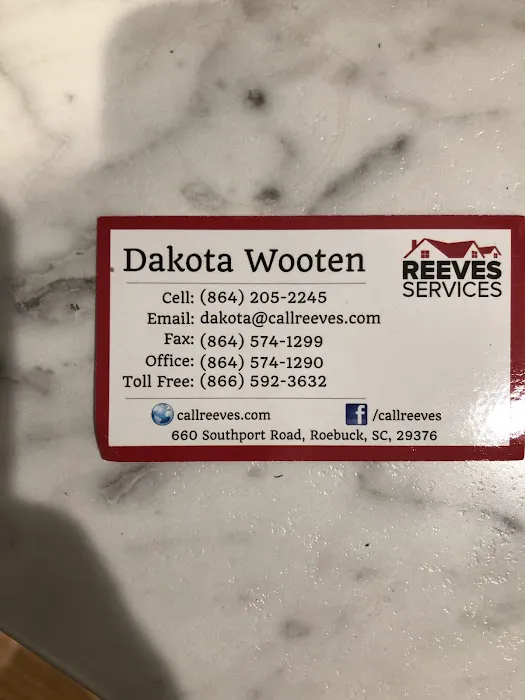 Dakota Wooten
REEVES
SERVICES
Cell: (864) 205-2245
Email: dakota@callreeves.com
Fax: (864) 574-1299
Office: (864) 574-1290
Toll Free: (866) 592-3632
callreeves.com
f /callreeves
660 Southport Road, Roebuck, SC, 29376